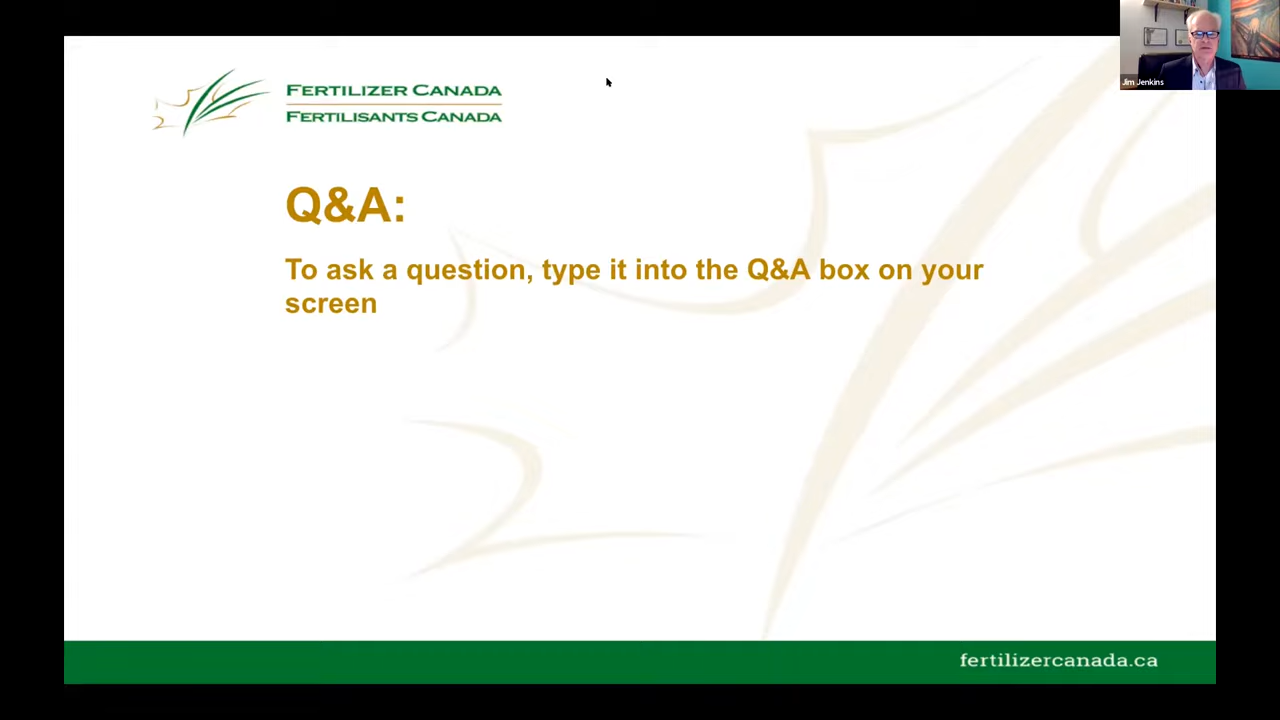 Jim Jenkins
FERTILIZER CANADA
FERTILISANTS CANADA
Q&A:
To ask a question, type it into the Q&A box on your
screen
fertilizercanada.ca